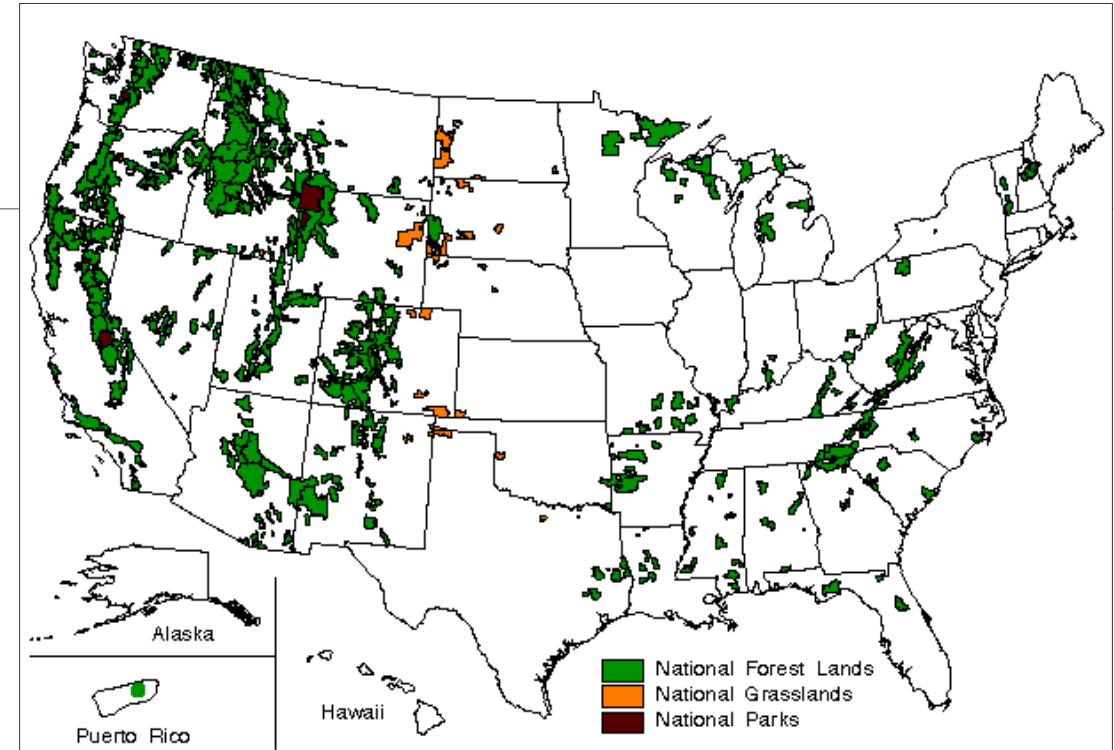 Alaska
Puerto Rico
Hawaii
National Forest Lands
National Grasslands
National Parks